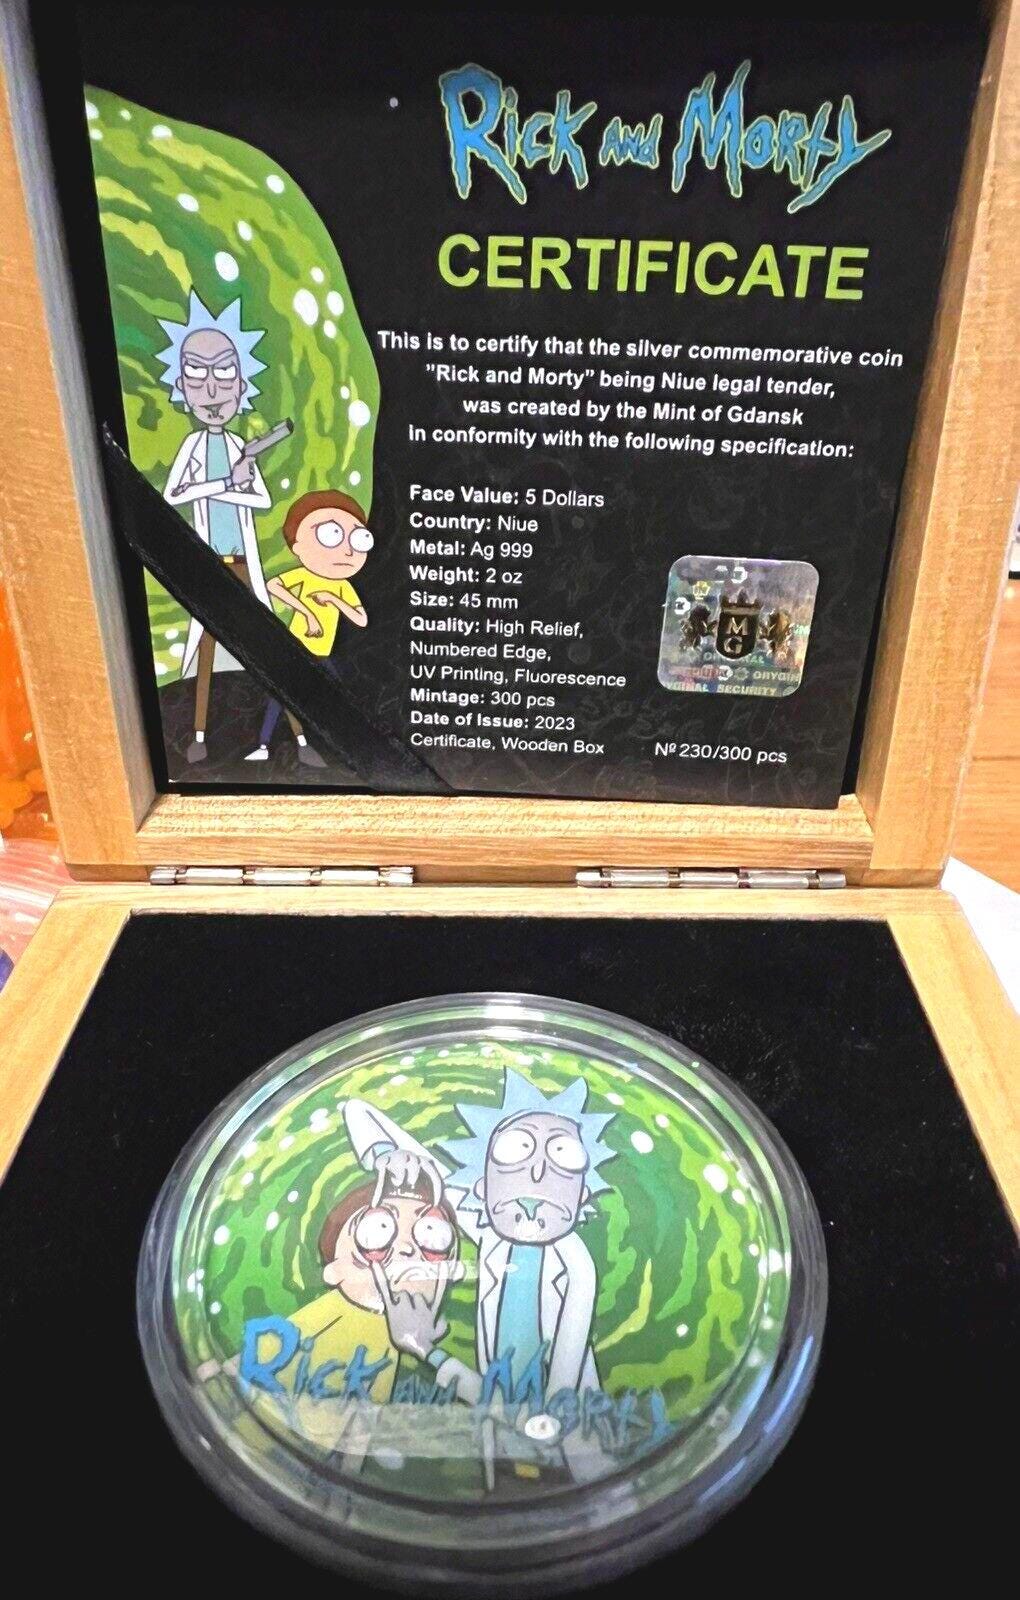 Rick and Morty
CERTIFICATE
This is to certify that the silver commemorative coin
"Rick and Morty" being Niue legal tender,
was created by the Mint of Gdansk
In conformity with the following specification:
Face Value: 5 Dollars
Country: Niue
Metal: Ag 999
Weight: 2 oz
Size: 45 mm
Quality: High Relief,
Numbered Edge,
UV Printing, Fluorescence
Mintage: 300 pcs
Date of Issue: 2023
Certificate, Wooden Box
№ 230/300 pcs
M
G
SECURITY
Rick and Morty